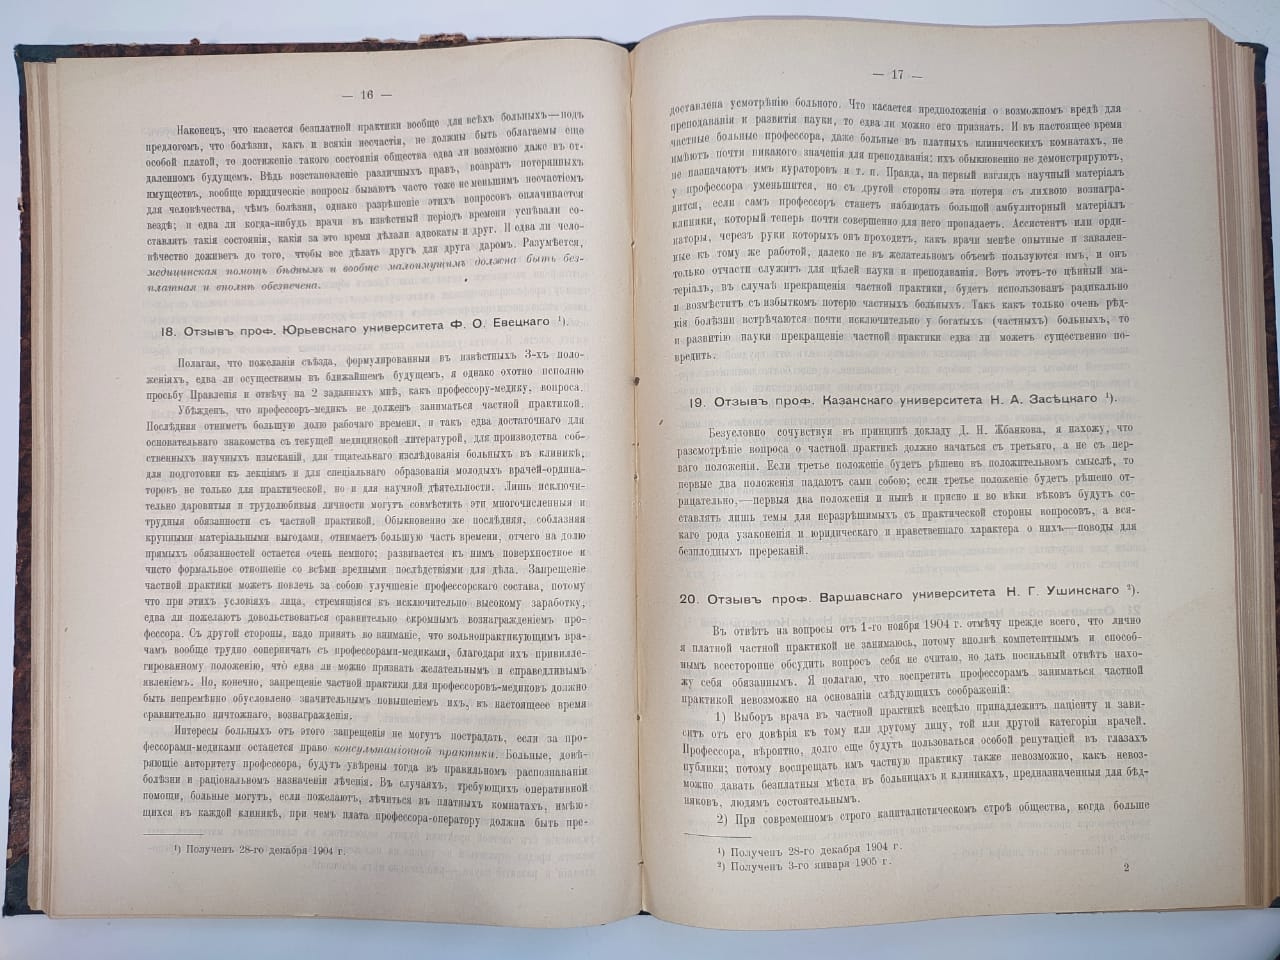 — 16 —
Наконецъ, что касается безплатной практики вообще для всѣхъ больныхъ—подъ
предлогомъ, что болѣзни, какъ и всякія несчастія, не должны быть облагаемы еще
особой платой, то достиженіе такого состоянія общества едва ли возможно даже въ от-
даленномъ будущемъ. Вѣдь возстановленіе различныхъ правъ, возвратъ потерянныхъ
имуществъ, вообще юридическіе вопросы бываютъ часто тоже не меньшимъ несчастіемъ
для человѣчества, чѣмъ болѣзни, однако разрѣшеніе этихъ вопросовъ оплачивается
вездѣ; и едва ли когда-нибудь врачи въ извѣстный періодъ времени успѣвали со-
ставлять такія состоянія, какія за это время дѣлали адвокаты и друг. И едва ли чело-
вѣчество доживетъ до того, чтобы все дѣлать другъ для друга даромъ. Разумѣется,
медицинская помощь бѣднымъ и вообще малоимущимъ должна быть без-
платная и вполнѣ обезпечена.
18. Отзывъ проф. Юрьевскаго университета Ф. О. Евецкаго ¹).
Полагая, что пожеланія съѣзда, формулированныя въ извѣстныхъ 3-хъ поло-
женіяхъ, едва ли осуществимы въ ближайшемъ будущемъ, я однако охотно исполню
просьбу Правленія и отвѣчу на 2 заданныхъ мнѣ, какъ профессору-медику, вопроса.
Убѣжденъ, что профессоръ-медикъ не долженъ заниматься частной практикой.
Послѣдняя отниметъ большую долю рабочаго времени, и такъ едва достаточнаго для
основательнаго знакомства съ текущей медицинской литературой, для производства соб-
ственныхъ научныхъ изысканій, для тщательнаго изслѣдованія больныхъ въ клиникѣ,
для подготовки къ лекціямъ и для спеціальнаго образованія молодыхъ врачей-ордина-
торовъ не только для практической, но и для научной дѣятельности. Лишь исключи-
тельно даровитыя и трудолюбивыя личности могутъ совмѣстить эти многочисленныя и
трудныя обязанности съ частной практикой. Обыкновенно же послѣдняя, соблазняя
крупными матеріальными выгодами, отнимаетъ большую часть времени, отчего на долю
прямыхъ обязанностей остается очень немного; развивается къ нимъ поверхностное и
чисто формальное отношеніе со всѣми вредными послѣдствіями для дѣла. Запрещеніе
частной практики можетъ повлечь за собою улучшеніе профессорскаго состава, потому
что при этихъ условіяхъ лица, стремящіяся къ исключительно высокому заработку,
едва ли пожелаютъ довольствоваться сравнительно скромнымъ вознагражденіемъ про-
фессора. Съ другой стороны, надо принять во вниманіе, что вольнопрактикующимъ вра-
чамъ вообще трудно соперничать съ профессорами-медиками, благодаря ихъ привилле-
гированному положенію, что едва ли можно признать желательнымъ и справедливымъ
явленіемъ. Но, конечно, запрещеніе частной практики для профессоровъ-медиковъ должно
быть непремѣнно обусловлено значительнымъ повышеніемъ ихъ, въ настоящее время
сравнительно ничтожнаго, вознагражденія.
Интересы больныхъ отъ этого запрещенія не могутъ пострадать, если за про-
фессорами-медиками останется право консультаціонной практики. Больные, довѣ-
ряющіе авторитету профессора, будутъ увѣрены тогда въ правильномъ распознаваніи
болѣзни и раціональномъ назначеніи лѣченія. Въ случаяхъ, требующихъ оперативной
помощи, больные могутъ, если пожелаютъ, лѣчиться въ платныхъ комнатахъ, имѣю-
щихся въ каждой клиникѣ, при чемъ плата профессора-оператору должна быть пре-
¹) Полученъ 28-го декабря 1904 г.
— 17 —
доставлена усмотрѣнію больного. Что касается предположенія о возможномъ вредѣ для
преподаванія и развитія науки, то едва ли можно его признать. И въ настоящее время
частные больные профессора, даже больные въ платныхъ клиническихъ комнатахъ, не
имѣютъ почти никакого значенія для преподаванія: ихъ обыкновенно не демонстрируютъ,
не назначаютъ имъ кураторовъ и т. п. Правда, на первый взглядъ научный матеріалъ
у профессора уменьшится, но съ другой стороны эта потеря съ лихвою вознагра-
дится, если самъ профессоръ станетъ наблюдать большой амбулаторный матеріалъ
клиники, который теперь почти совершенно для него пропадаетъ. Ассистентъ или орди-
наторы, черезъ руки которыхъ онъ проходитъ, какъ врачи менѣе опытные и завален-
ные къ тому же работой, далеко не въ желательномъ объемѣ пользуются имъ, и онъ
только отчасти служитъ для цѣлей науки и преподаванія. Вотъ этотъ-то цѣнный ма-
теріалъ, въ случаѣ прекращенія частной практики, будетъ использованъ радикально
и возмѣститъ съ избыткомъ потерю частныхъ больныхъ. Такъ какъ только очень рѣд-
кія болѣзни встрѣчаются почти исключительно у богатыхъ (частныхъ) больныхъ, то
и развитію науки прекращеніе частной практики едва ли можетъ существенно по-
вредить.
19. Отзывъ проф. Казанскаго университета Н. А. Засѣцкаго ¹).
Безусловно сочувствуя въ принципѣ докладу Д. Н. Жбанкова, я нахожу, что
разсмотрѣніе вопроса о частной практикѣ должно начаться съ третьяго, а не съ пер-
ваго положенія. Если третье положеніе будетъ рѣшено въ положительномъ смыслѣ, то
первые два положенія падаютъ сами собою; если третье положеніе будетъ рѣшено от-
рицательно,—первыя два положенія и нынѣ и присно и во вѣки вѣковъ будутъ со-
ставлять лишь темы для неразрѣшимыхъ съ практической стороны вопросовъ, а вся-
каго рода узаконенія и юридическаго и нравственнаго характера о нихъ—поводы для
безплодныхъ пререканій.
20. Отзывъ проф. Варшавскаго университета Н. Г. Ушинскаго ²).
Въ отвѣтъ на вопросы отъ 1-го ноября 1904 г. отмѣчу прежде всего, что лично
я платной частной практикой не занимаюсь, потому вполнѣ компетентнымъ и способ-
нымъ всесторонне обсудить вопросъ себя не считаю, но дать посильный отвѣтъ нахо-
жу себя обязаннымъ. Я полагаю, что воспретить профессорамъ заниматься частной
практикой невозможно на основаніи слѣдующихъ соображеній:
1) Выборъ врача въ частной практикѣ всецѣло принадлежитъ паціенту и зави-
ситъ отъ его довѣрія къ тому или другому лицу, той или другой категоріи врачей.
Профессора, вѣроятно, долго еще будутъ пользоваться особой репутаціей въ глазахъ
публики; потому воспрещать имъ частную практику также невозможно, какъ невоз-
можно давать безплатныя мѣста въ больницахъ и клиникахъ, предназначенныя для бѣд-
няковъ, людямъ состоятельнымъ.
2) При современномъ строго капиталистическомъ строѣ общества, когда больше
¹) Полученъ 28-го декабря 1904 г.
²) Полученъ 3-го января 1905 г.
2